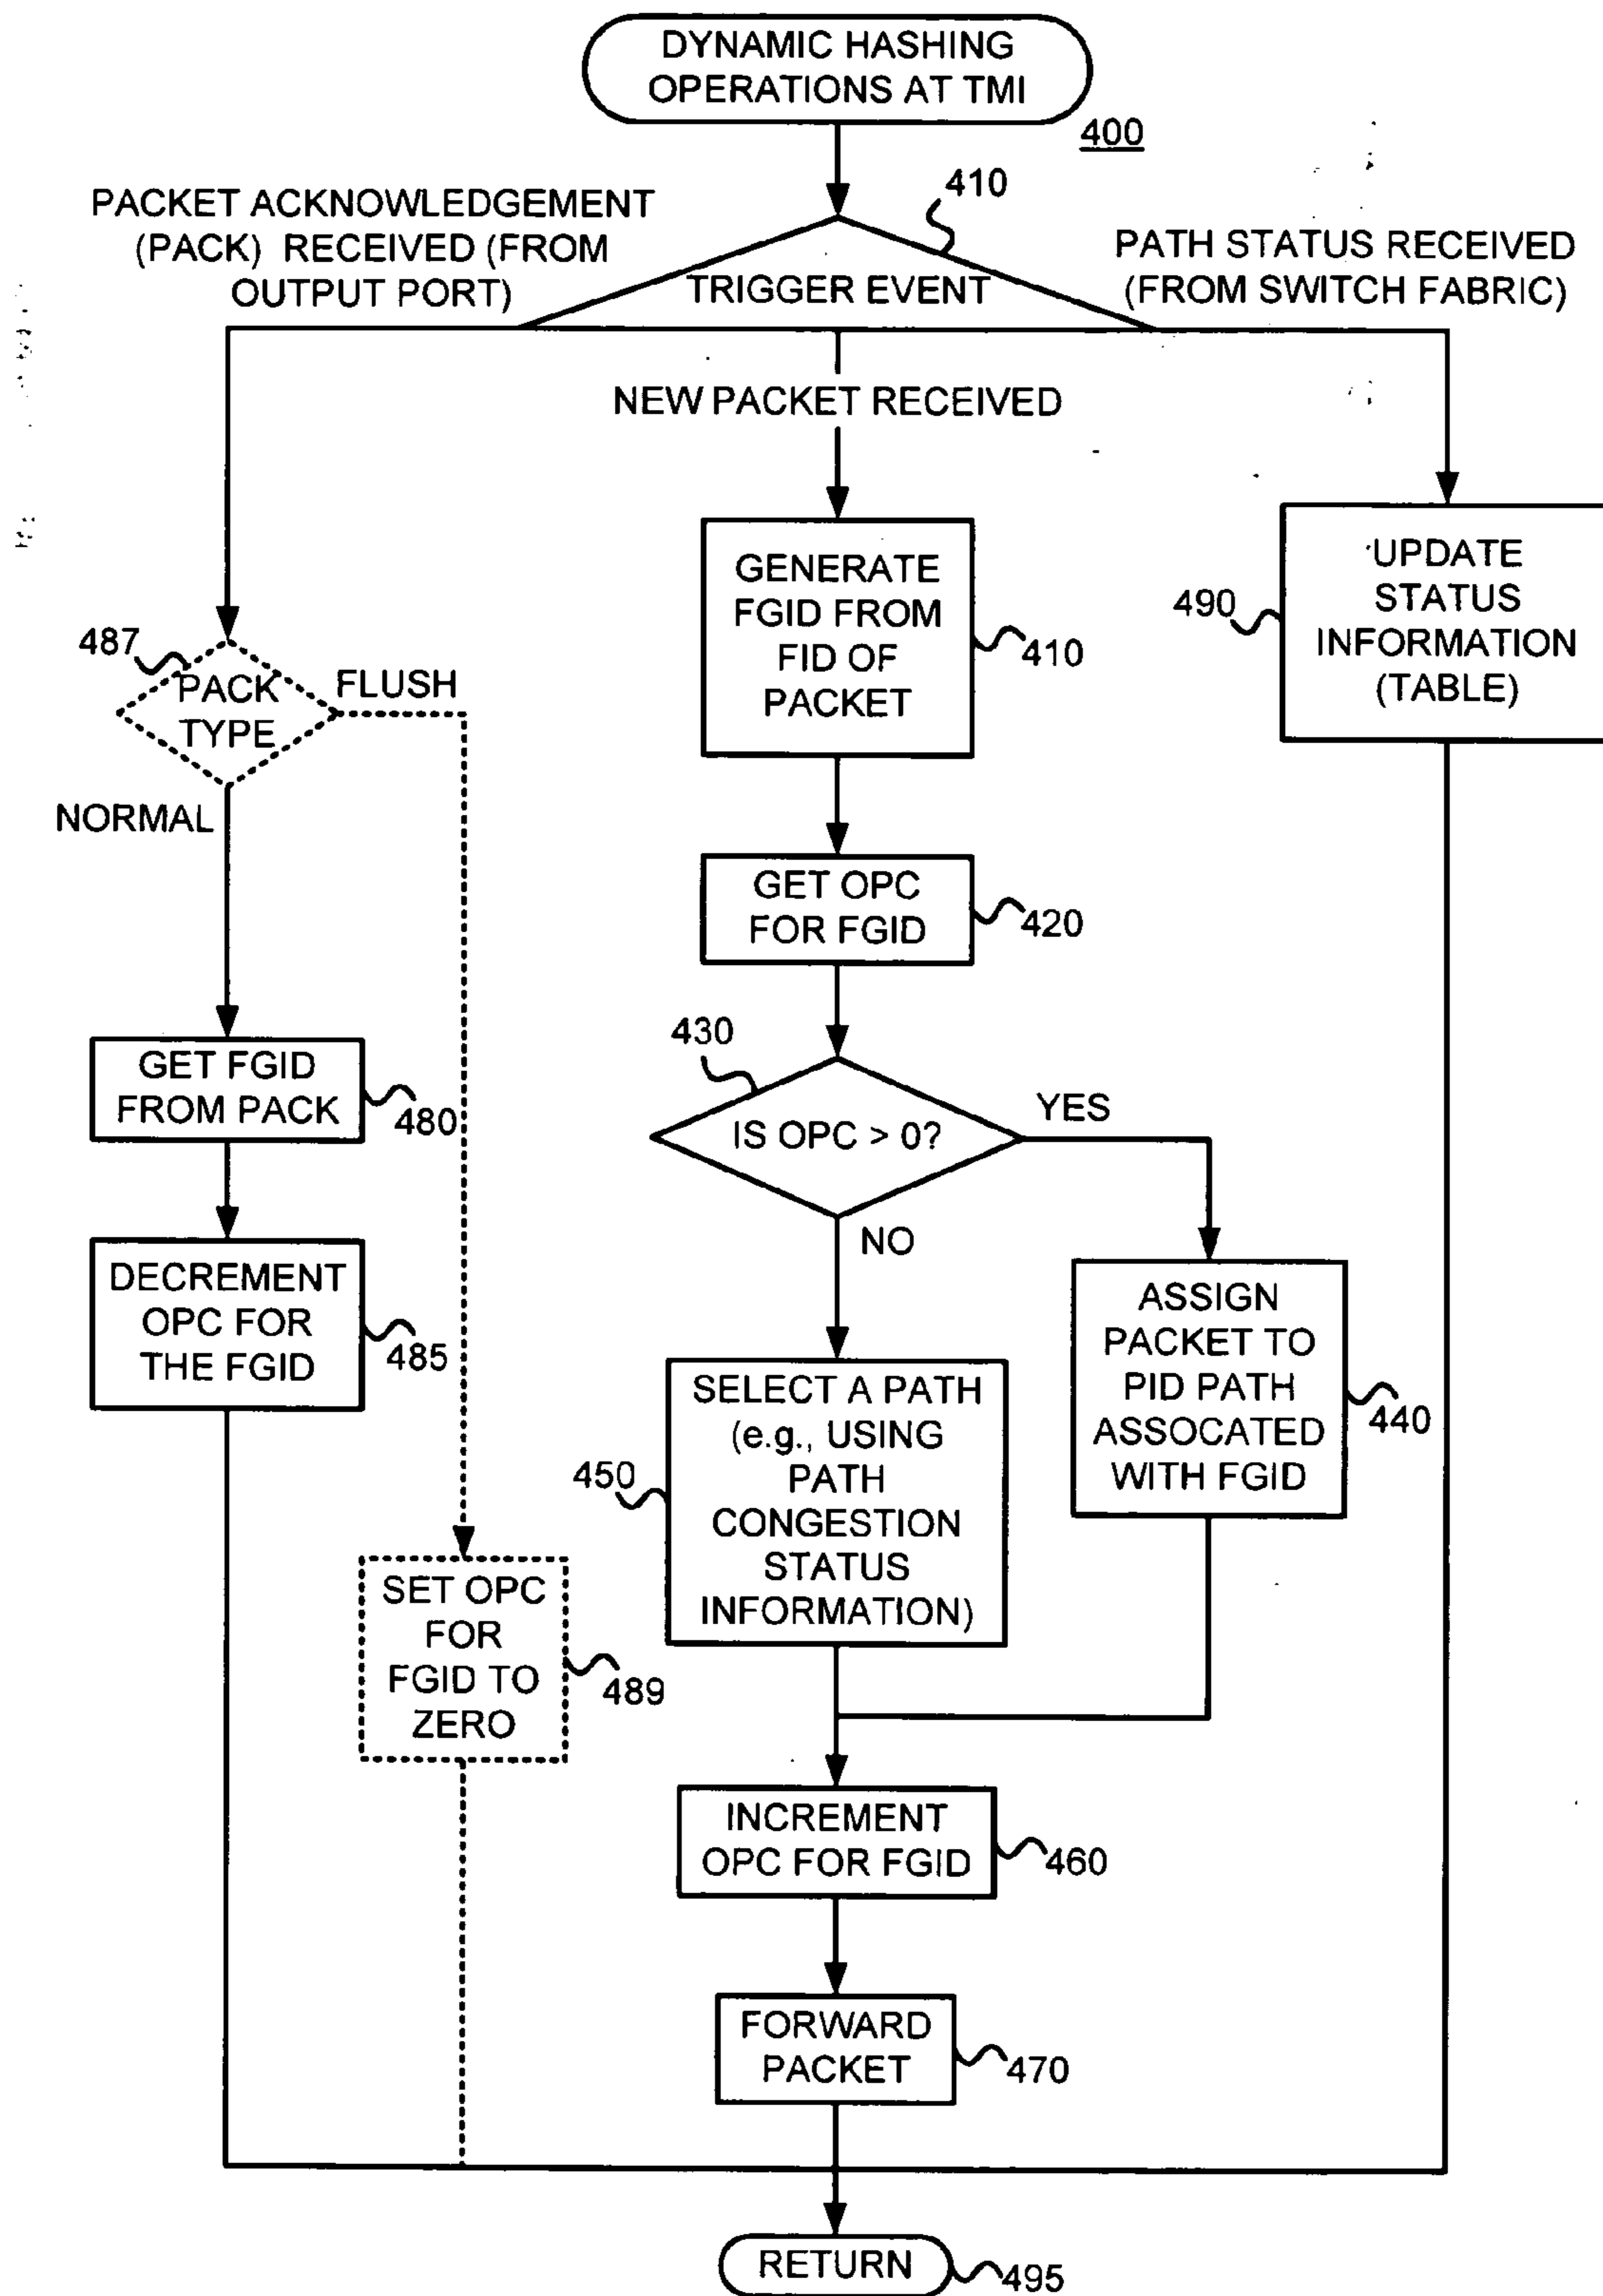 DYNAMIC HASHING
OPERATIONS AT TMI
400
410
PACKET ACKNOWLEDGEMENT
(PACK) RECEIVED (FROM
OUTPUT PORT)
TRIGGER EVENT
PATH STATUS RECEIVED
(FROM SWITCH FABRIC)
NEW PACKET RECEIVED
GENERATE
FGID FROM
FID OF
PACKET
410
490
UPDATE
STATUS
INFORMATION
(TABLE)
487
PACK
TYPE
FLUSH
NORMAL
GET OPC
FOR FGID
420
430
IS OPC > 0?
YES
NO
GET FGID
FROM PACK
480
DECREMENT
OPC FOR
THE FGID
485
ASSIGN
PACKET TO
PID PATH
ASSOCATED
WITH FGID
440
450
SELECT A PATH
(e.g., USING
PATH
CONGESTION
STATUS
INFORMATION)
SET OPC
FOR
FGID TO
ZERO
489
INCREMENT
OPC FOR FGID
460
FORWARD
PACKET
470
RETURN
495